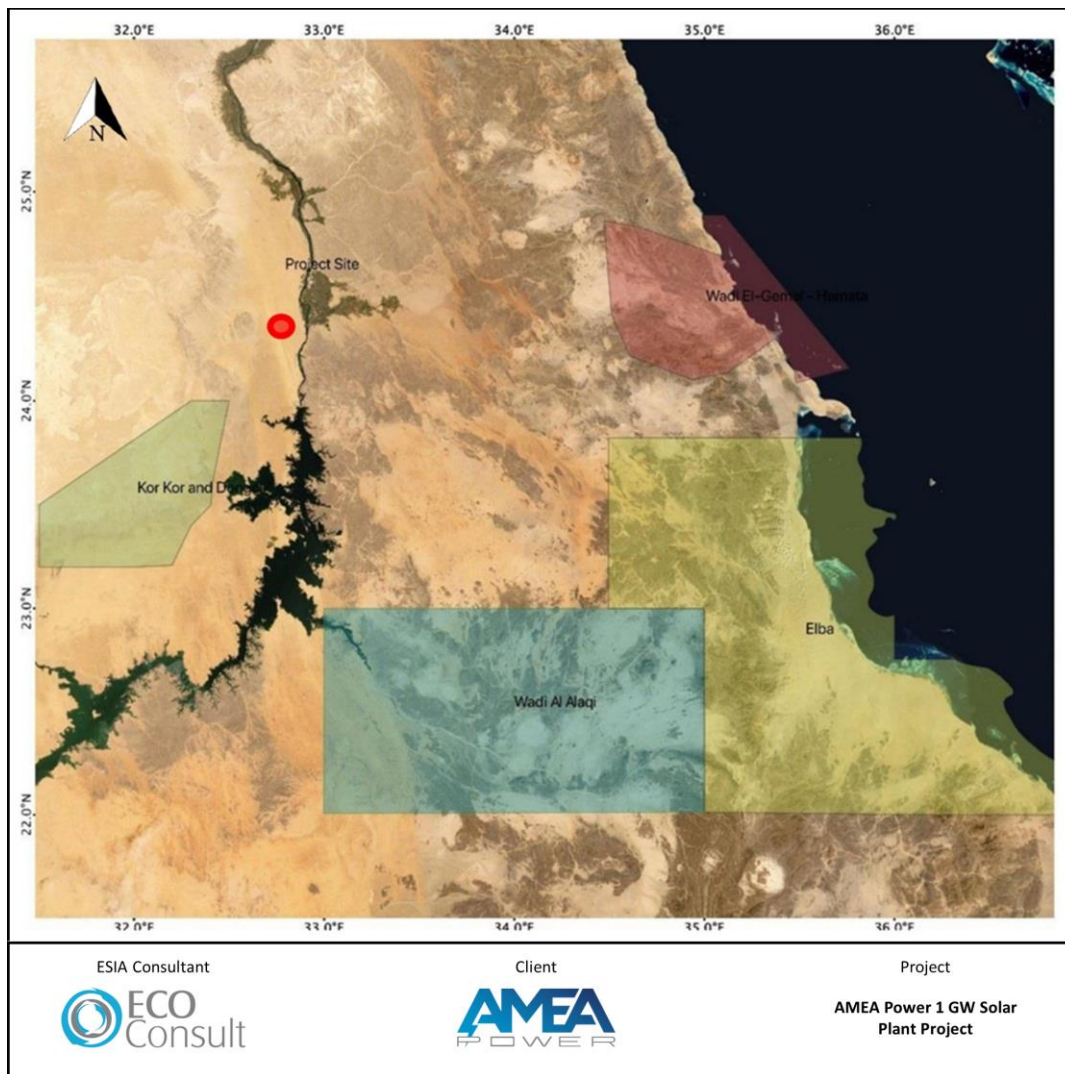 32.0°E 33.0°E 34.0°E 35.0°E 36.0°E
N
25.0°N
Project Site
Wadi El-Gemal - Hamata
24.0°N
Kor Kor and
23.0°N
Elba
Wadi Al Alaqi
22.0°N
32.0°E 33.0°E 34.0°E 35.0°E 36.0°E
ESIA Consultant
ECO
Consult
Client
AMEA
POWER
Project
AMEA Power 1 GW Solar
Plant Project